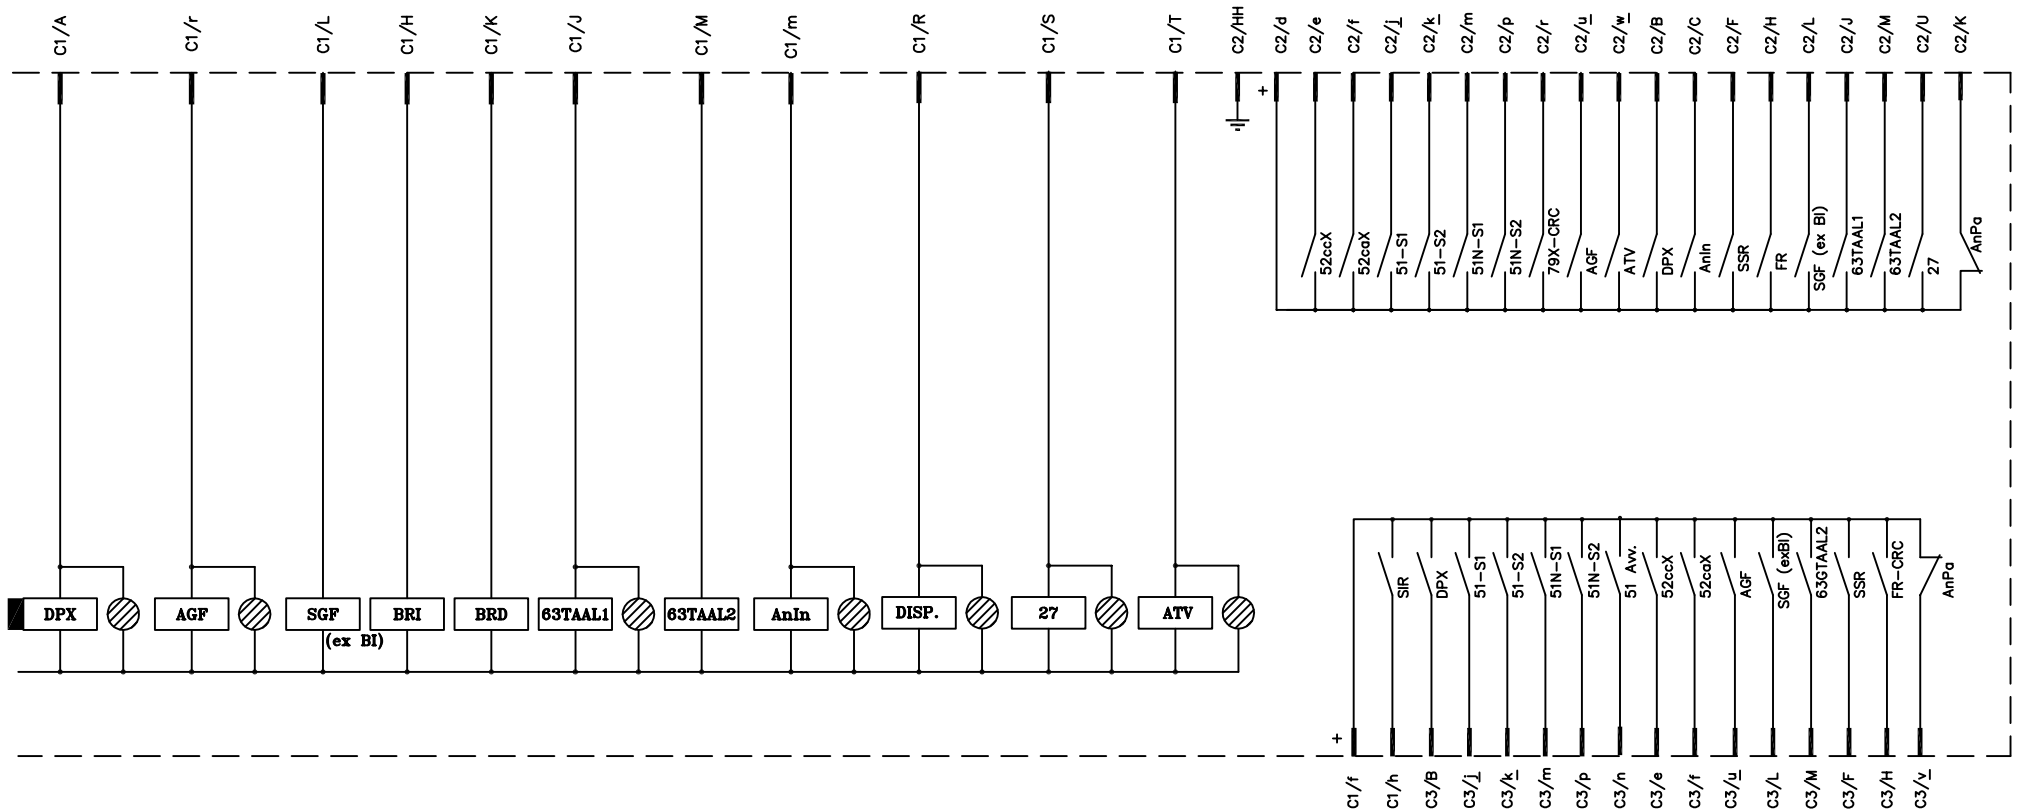 C1/A
C1/r
C1/L
C1/H
C1/K
C1/J
C1/M
C1/m
C1/R
C1/S
C1/T
C2/HH
C2/d
C2/e
C2/f
C2/j
C2/k
C2/m
C2/p
C2/r
C2/u
C2/w
C2/B
C2/C
C2/F
C2/H
C2/L
C2/J
C2/M
C2/U
C2/K
+
52ccX
52caX
51-S1
51-S2
51N-S1
51N-S2
79X-CRC
AGF
ATV
DPX
AnIn
SSR
FR
SGF (ex BI)
63TAAL1
63TAAL2
27
AnPa
DPX
AGF
SGF
(ex BI)
BRI
BRD
63TAAL1
63TAAL2
AnIn
DISP.
27
ATV
SIR
DPX
51-S1
51-S2
51N-S1
51N-S2
51 Avv.
52ccX
52caX
AGF
SGF (exBI)
63GTAAL2
SSR
FR-CRC
AnPa
+
C1/f
C1/h
C3/B
C3/j
C3/k
C3/m
C3/p
C3/n
C3/e
C3/f
C3/u
C3/L
C3/M
C3/F
C3/H
C3/v